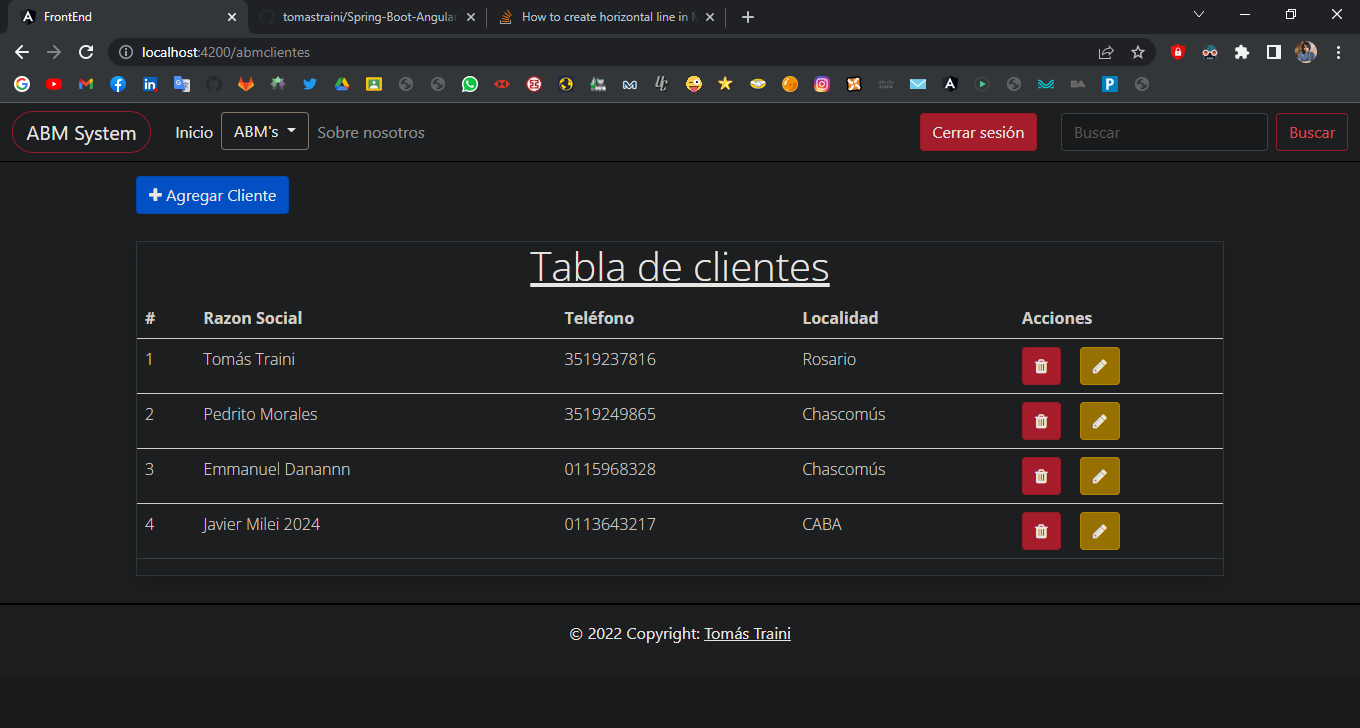 FrontEnd
tomastraini/Spring-Boot-Angular
How to create horizontal line in
localhost:4200/abmclientes
ABM System
Inicio
ABM's
Sobre nosotros
Cerrar sesión
Buscar
Buscar
Agregar Cliente
Tabla de clientes
# Razon Social Teléfono Localidad Acciones
1 Tomás Traini 3519237816 Rosario
2 Pedrito Morales 3519249865 Chascomús
3 Emmanuel Danannn 0115968328 Chascomús
4 Javier Milei 2024 0113643217 CABA
© 2022 Copyright: Tomás Traini